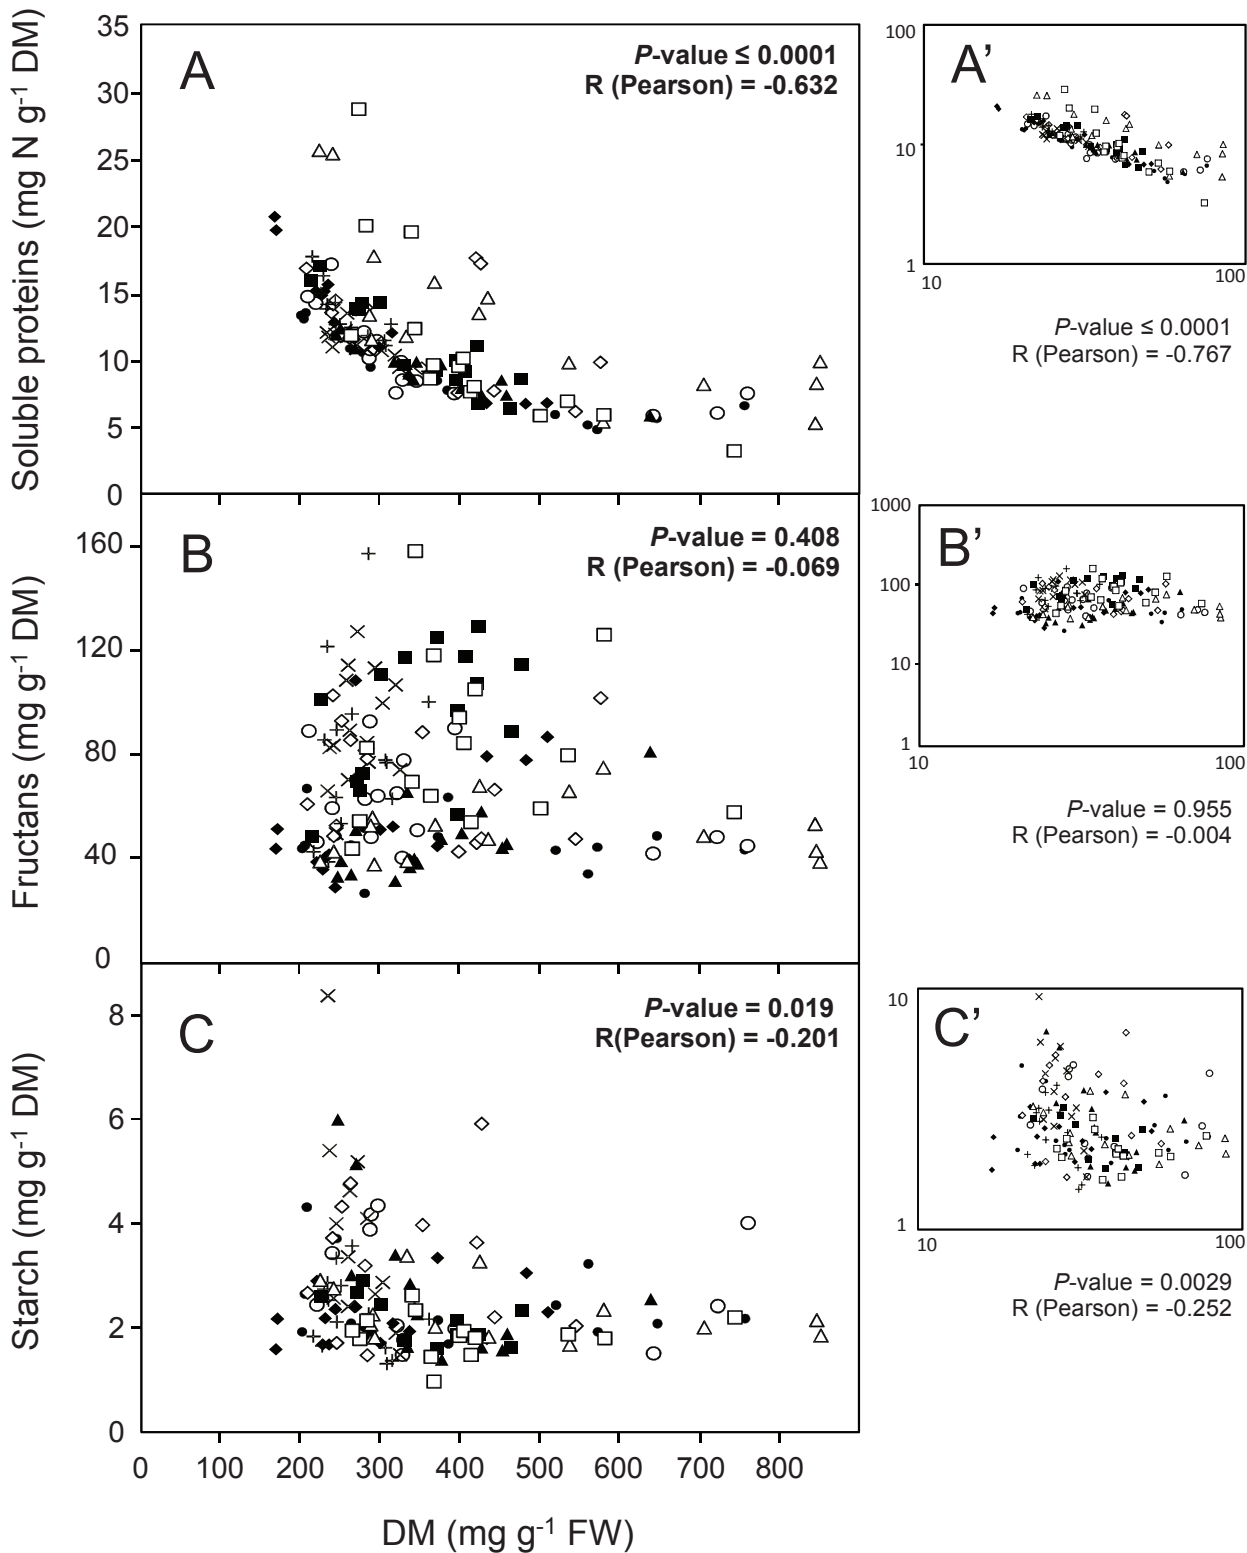 Soluble proteins (mg N g-1 DM)
35
30
25
20
15
10
5
0
A
P-value ≤ 0.0001
R (Pearson) = -0.632
100
10
1
A'
10
100
P-value ≤ 0.0001
R (Pearson) = -0.767
Fructans (mg g-1 DM)
160
120
80
40
0
B
P-value = 0.408
R (Pearson) = -0.069
1000
100
10
1
B'
10
100
P-value = 0.955
R (Pearson) = -0.004
Starch (mg g-1 DM)
8
6
4
2
0
C
P-value = 0.019
R(Pearson) = -0.201
10
1
C'
10
100
P-value = 0.0029
R (Pearson) = -0.252
0 100 200 300 400 500 600 700 800
DM (mg g-1 FW)